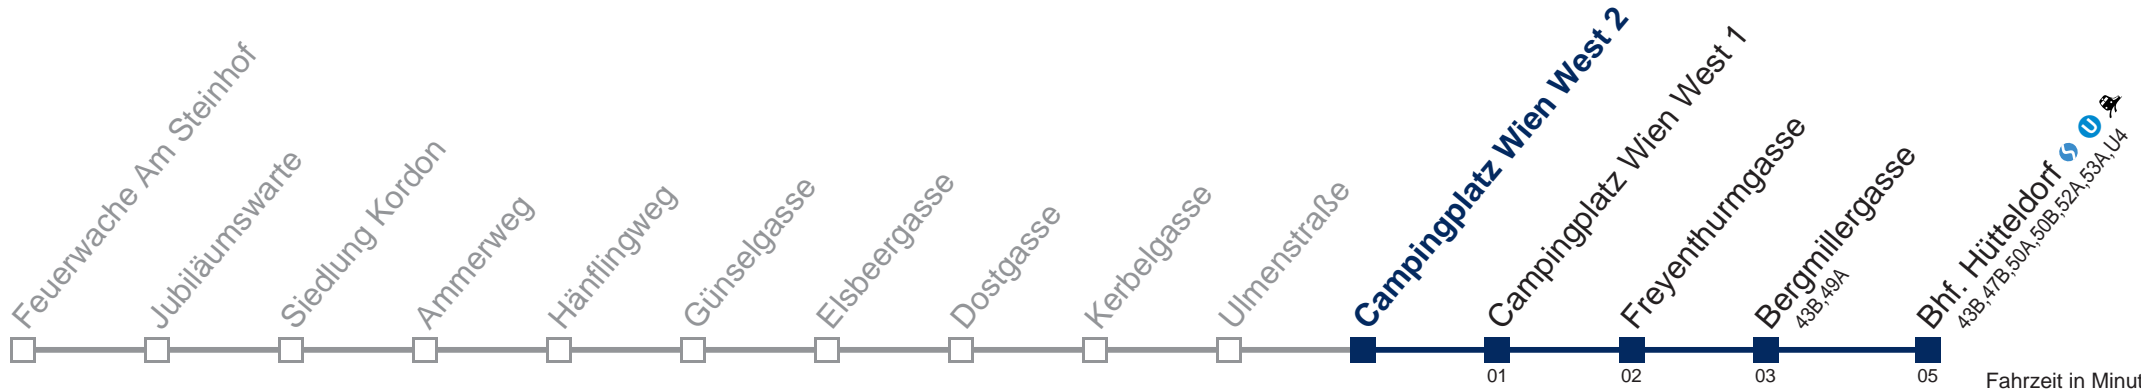 Feuerwache Am Steinhof
Jubiläumswarte
Siedlung Kordon
Ammerweg
Hänflingweg
Günselgasse
Elsbeergasse
Dostgasse
Kerbelgasse
Ulmenstraße
Campingplatz Wien West 2
Campingplatz Wien West 1
Freyenthurmgasse
Bergmillergasse
43B,49A
Bhf. Hütteldorf S U
43B,47B,50A,50B,52A,53A,U4
01
02
03
05
Fahrzeit in Minut